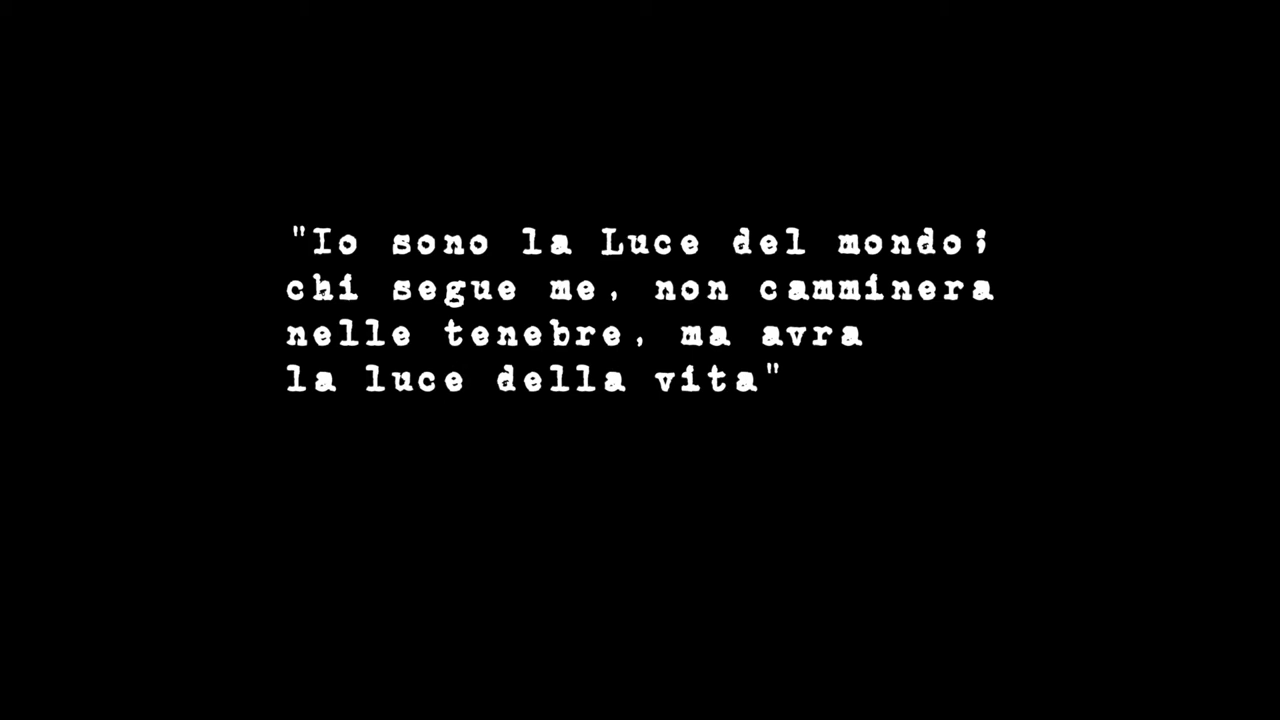 "Io sono la Luce del mondo;
chi segue me, non camminera
nelle tenebre, ma avra
la luce della vita"